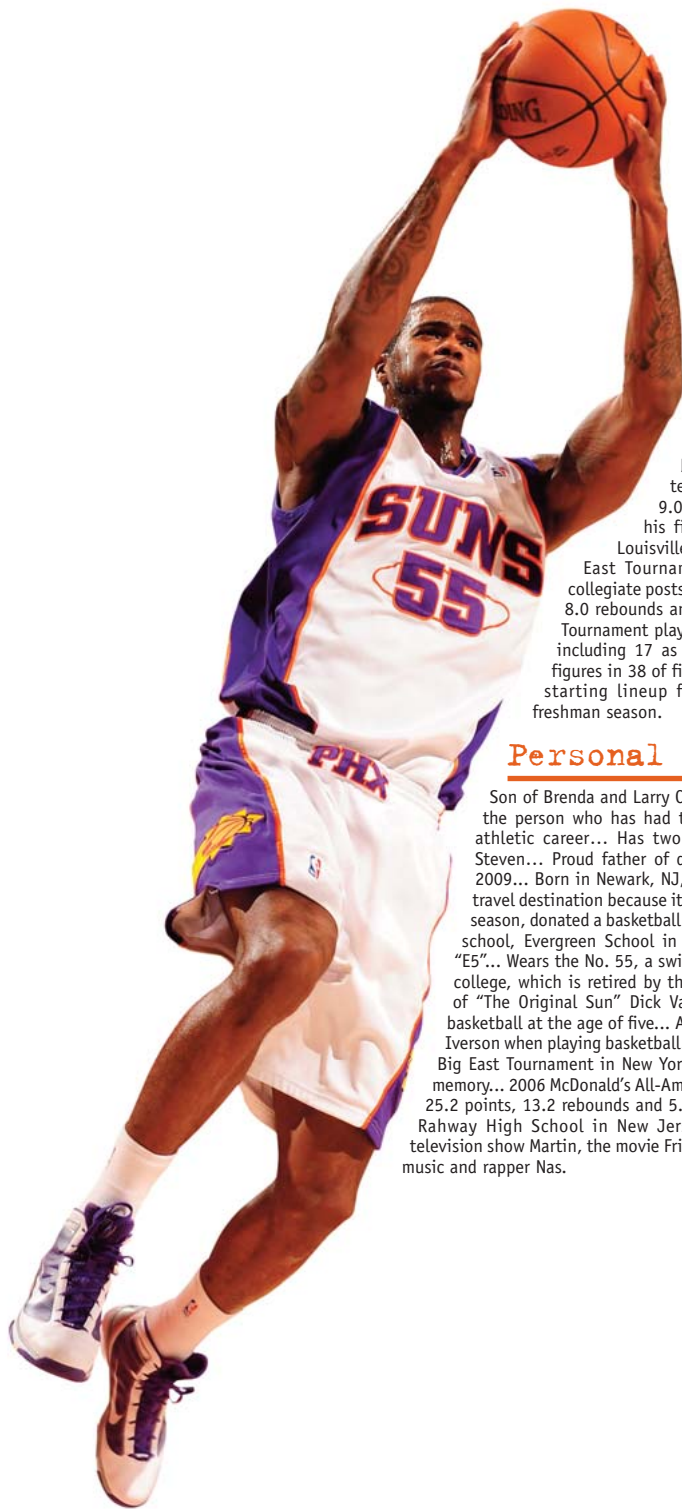 DING
SUNS
55
PHX
te
9.0
his fi
Louisville
East Tournam
collegiate posts
8.0 rebounds an
Tournament play
including 17 as
figures in 38 of fi
starting lineup f
freshman season.
Personal
Son of Brenda and Larry C
the person who has had t
athletic career… Has two
Steven… Proud father of o
2009... Born in Newark, NJ,
travel destination because it
season, donated a basketball
school, Evergreen School in
“E5”... Wears the No. 55, a swi
college, which is retired by th
of “The Original Sun” Dick Va
basketball at the age of five... A
Iverson when playing basketball
Big East Tournament in New York
memory... 2006 McDonald’s All-Am
25.2 points, 13.2 rebounds and 5.
Rahway High School in New Jer
television show Martin, the movie Fri
music and rapper Nas.